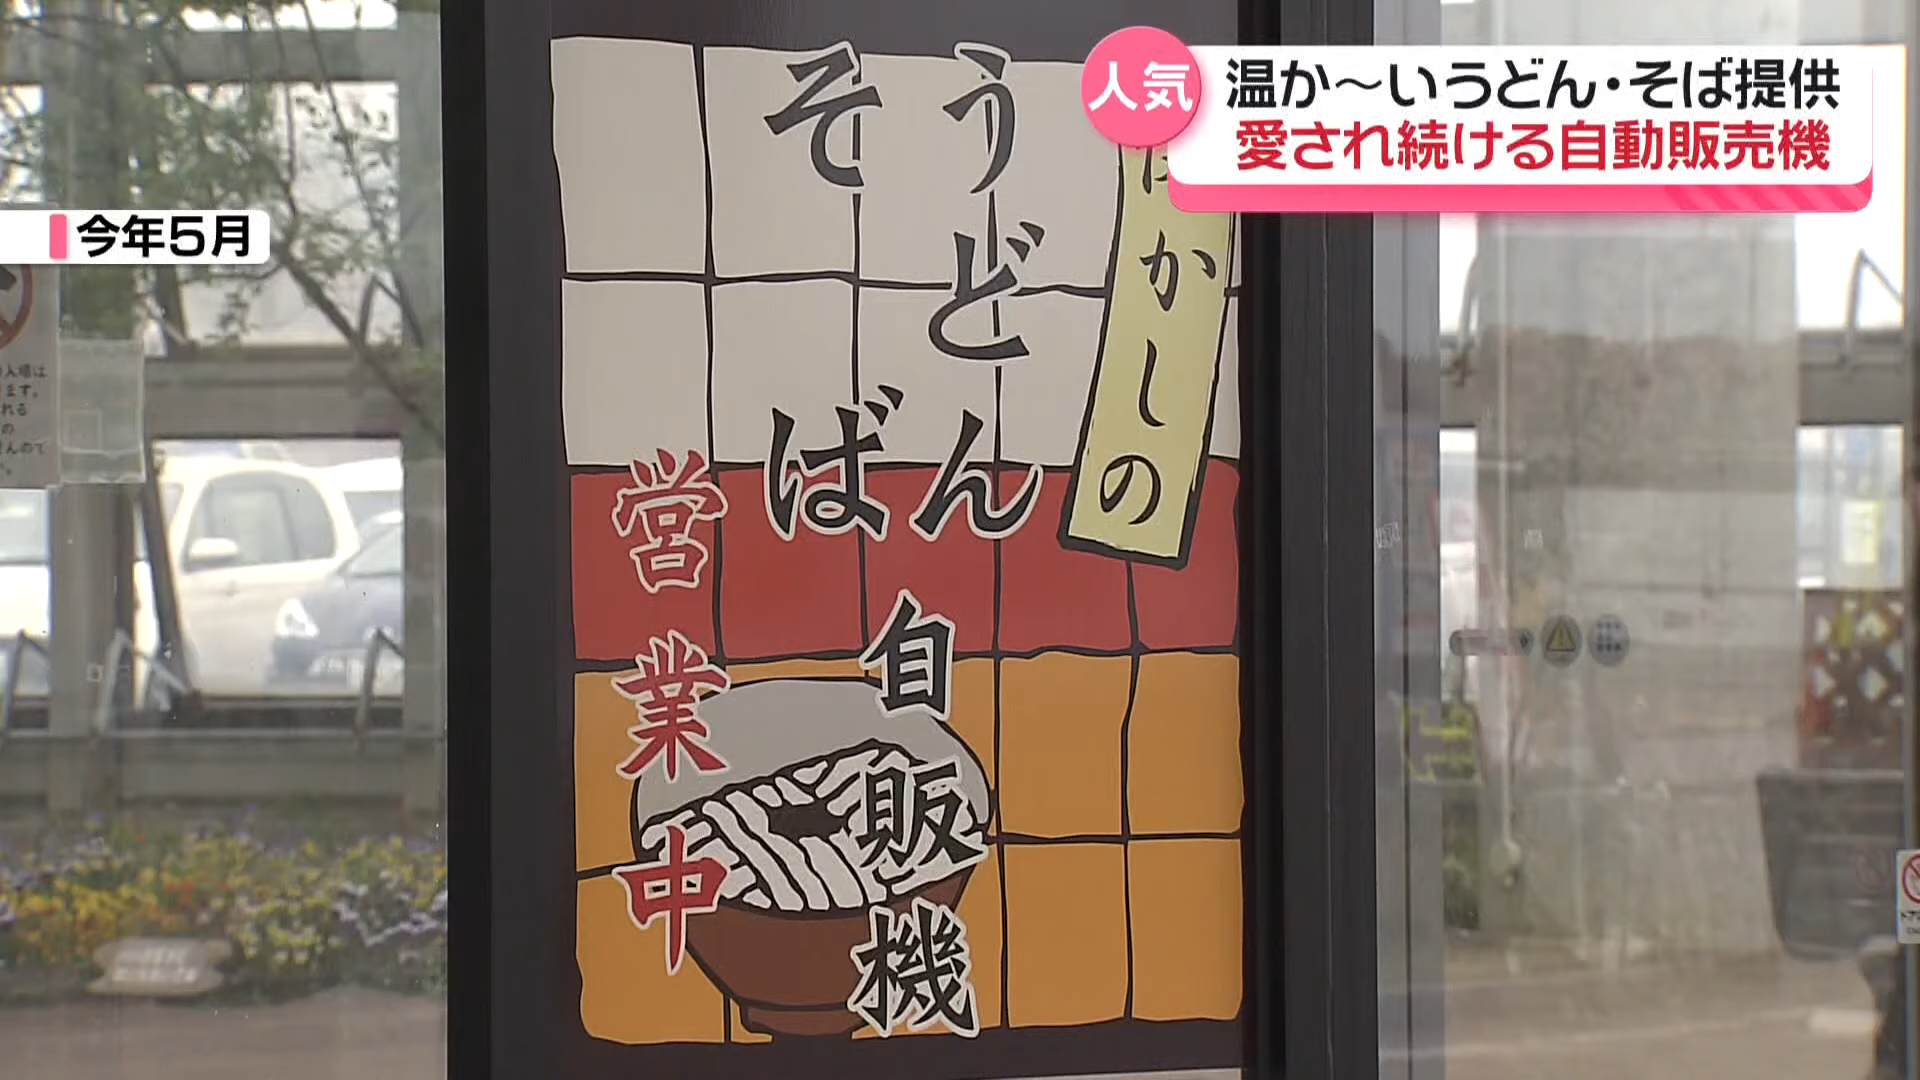 人気
温か～いうどん・そば提供
愛され続ける自動販売機
今年5月
かしの
うどん
そば
自販機
営業中